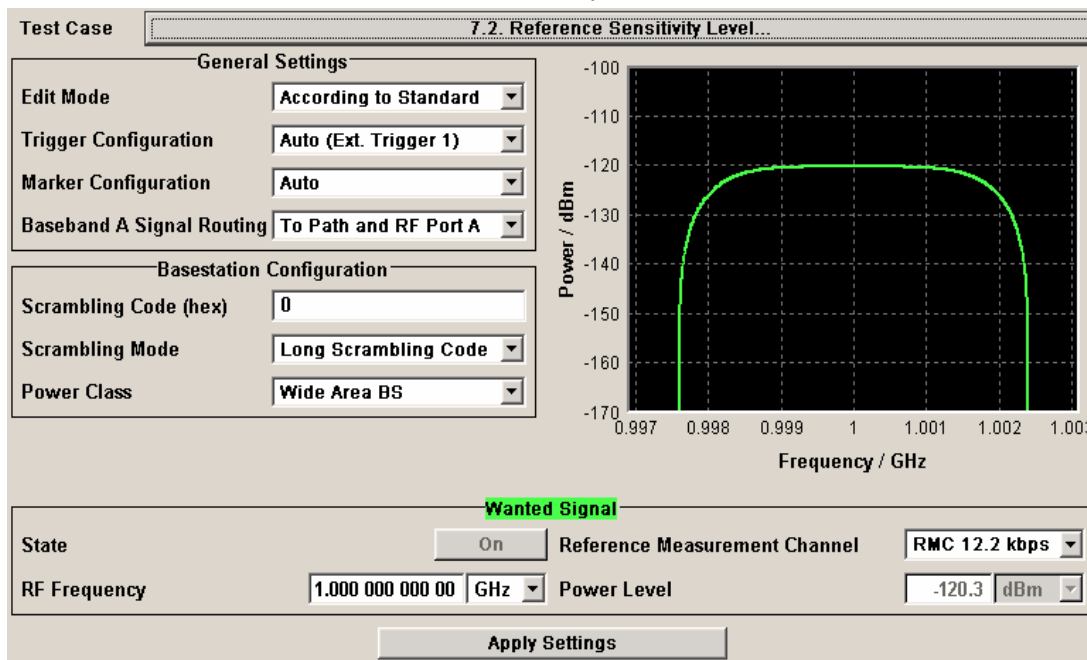 Test Case
7.2. Reference Sensitivity Level...
General Settings
Edit Mode
According to Standard
Trigger Configuration
Auto (Ext. Trigger 1)
Marker Configuration
Auto
Baseband A Signal Routing
To Path and RF Port A
Basestation Configuration
Scrambling Code (hex)
0
Scrambling Mode
Long Scrambling Code
Power Class
Wide Area BS
Power / dBm
-100
-110
-120
-130
-140
-150
-160
-170
0.997 0.998 0.999 1 1.001 1.002 1.003
Frequency / GHz
Wanted Signal
State
On
Reference Measurement Channel
RMC 12.2 kbps
RF Frequency
1.000 000 000 00 GHz
Power Level
-120.3 dBm
Apply Settings